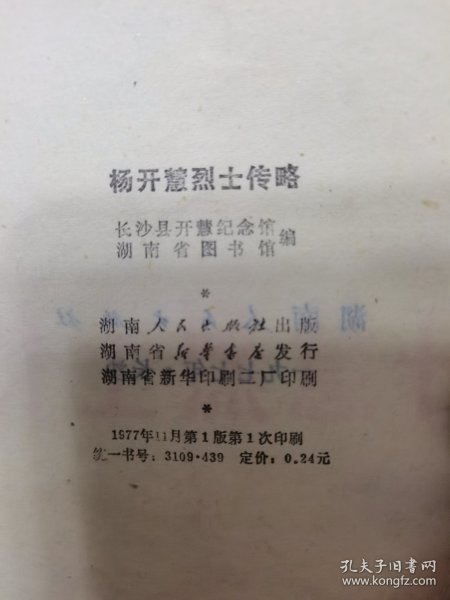 杨开慧烈士传略
长沙县开慧纪念馆
湖南省图书馆
编
*
湖南人民出版社出版
湖南省新华书店发行
湖南省新华印刷二厂印刷
*
1977年11月第1版第1次印刷
统一书号：3109·439 定价：0.24元
孔夫子旧书网
www.kongfz.com